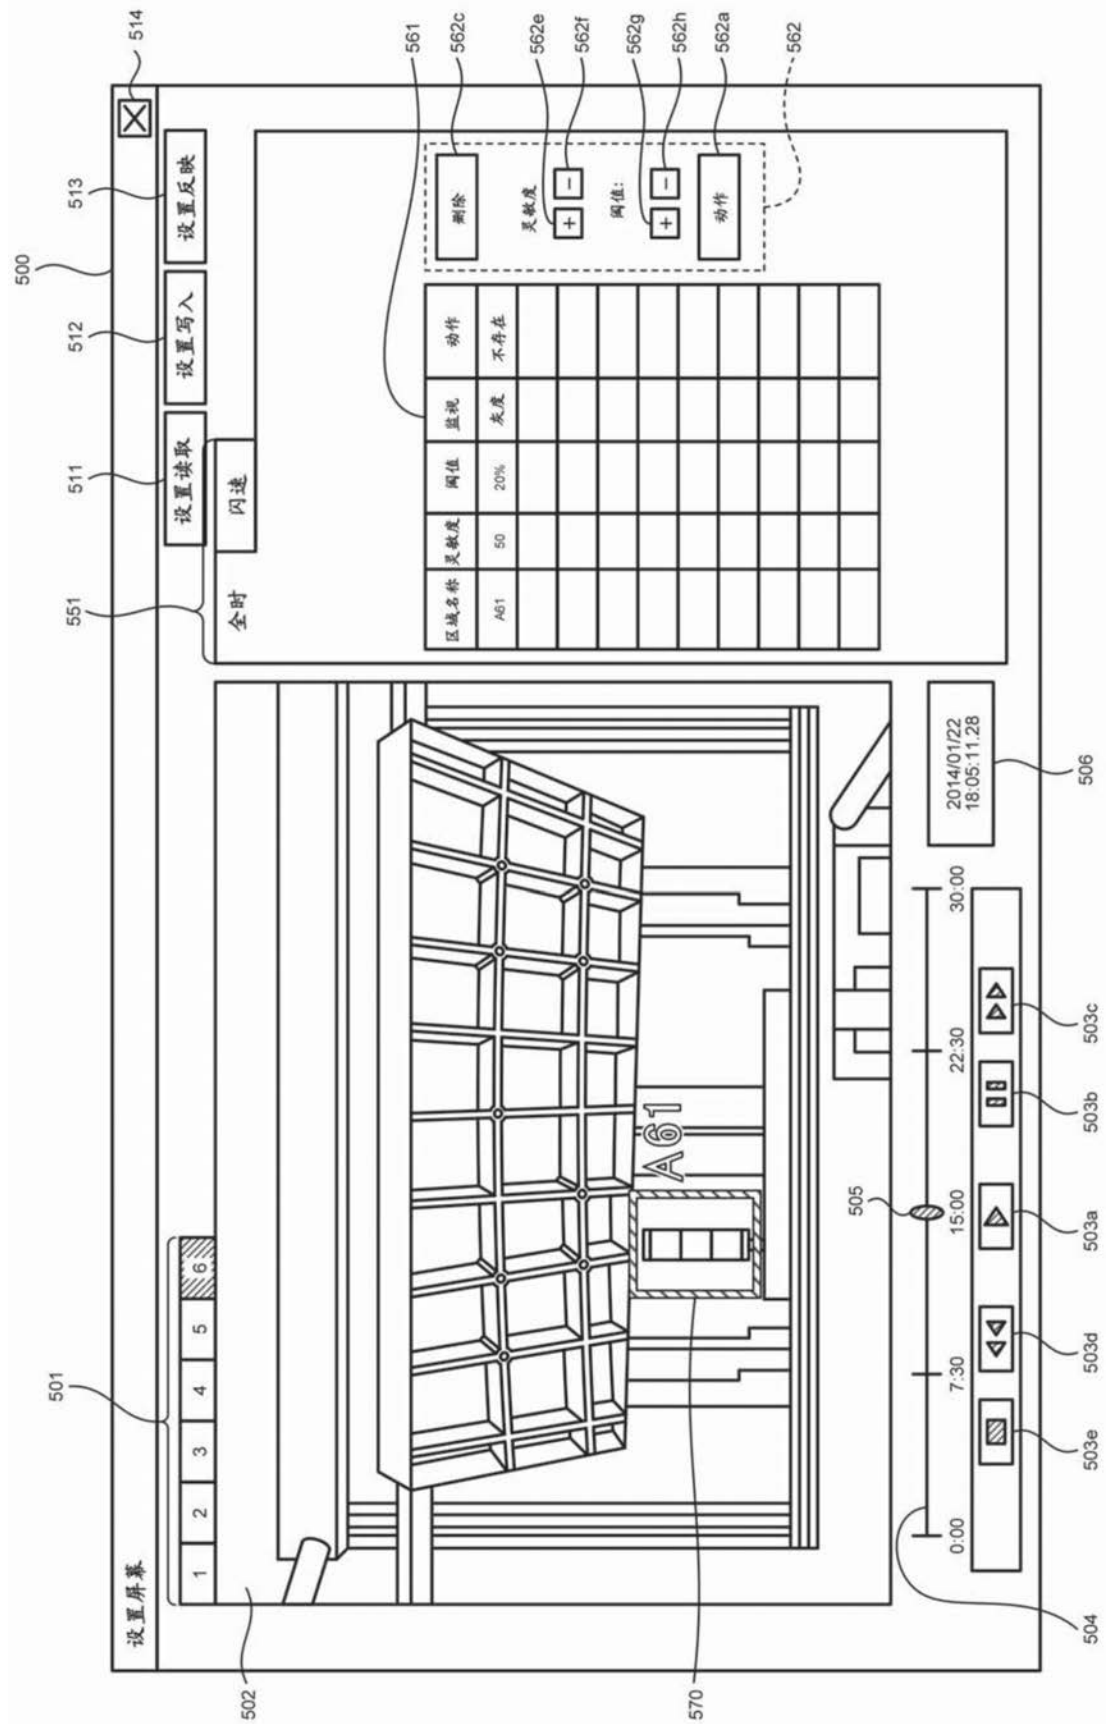 500
514
设置屏幕
511
512
513
设置读取
设置写入
设置反映
501
1 2 3 4 5 6
551
全时
闪速
502
561
区域名称 灵敏度 阈值 监视 动作
A61 50 20% 灰度 不存在
562c
删除
562e
灵敏度
+ -
562f
562g
阈值:
+ -
562h
562a
动作
562
A61
570
505
0:00 7:30 15:00 22:30 30:00
504
2014/01/22
18:05:11.28
506
503e
503d
503a
503b
503c